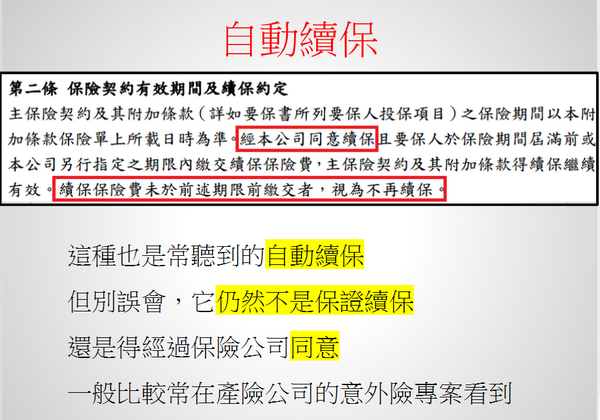 自動續保
第二條 保險契約有效期間及續保約定
主保險契約及其附加條款（詳如要保書所列要保人投保項目）之保險期間以本附
加條款保險單上所載日時為準。經本公司同意續保且要保人於保險期間屆滿前或
本公司另行指定之期限內繳交續保保險費，主保險契約及其附加條款得續保繼續
有效。續保保險費未於前述期限前繳交者，視為不再續保。
這種也是常聽到的自動續保
但別誤會，它仍然不是保證續保
還是得經過保險公司同意
一般比較常在產險公司的意外險專案看到